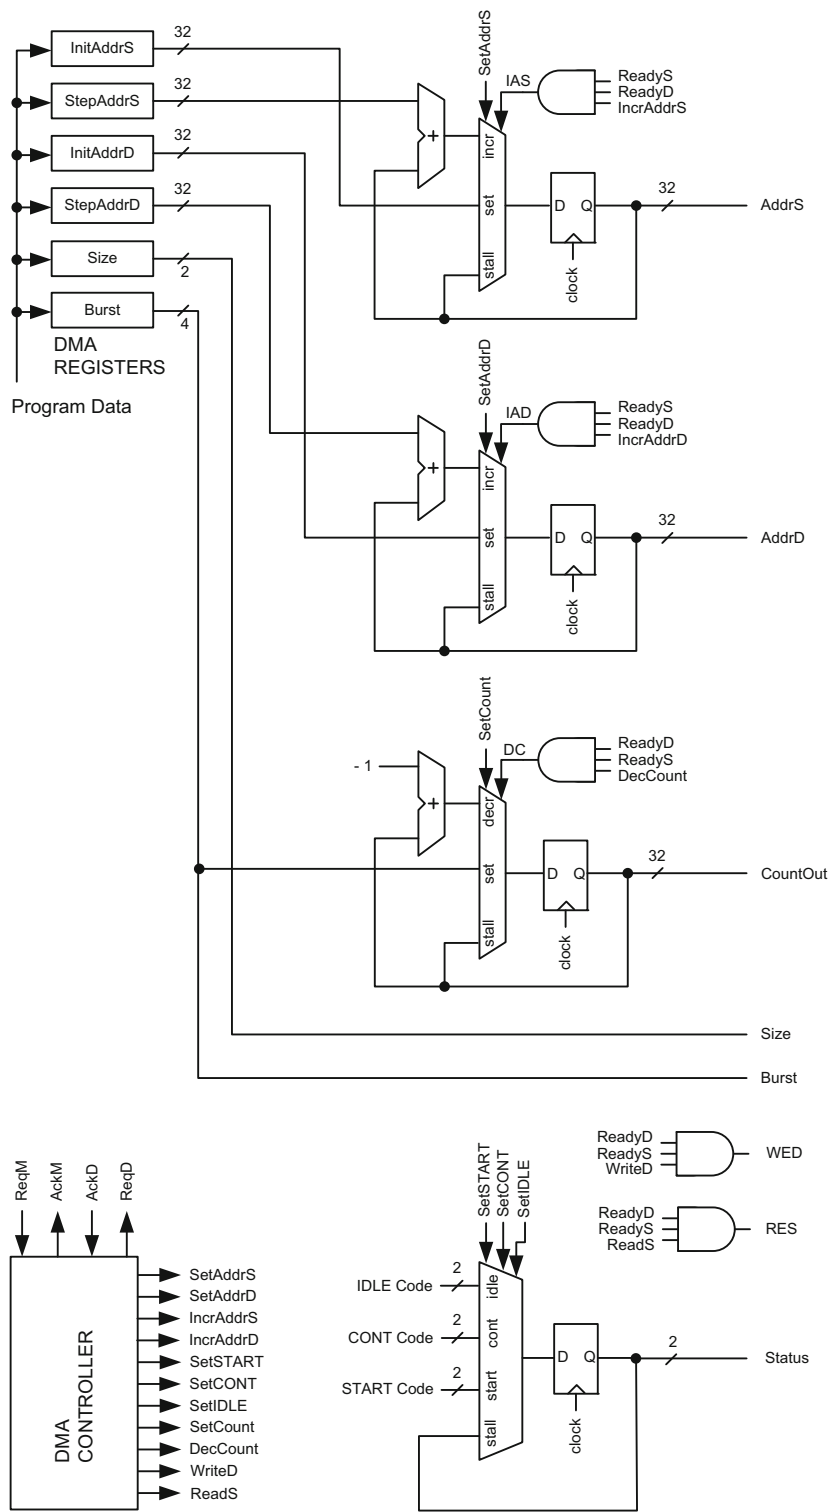 InitAddrS
32
StepAddrS
32
InitAddrD
32
StepAddrD
32
Size
2
Burst
4
DMA
REGISTERS
Program Data
SetAddrS
IAS
ReadyS
ReadyD
IncrAddrS
+
incr
set
stall
D
Q
clock
32
AddrS
SetAddrD
IAD
ReadyS
ReadyD
IncrAddrD
+
incr
set
stall
D
Q
clock
32
AddrD
SetCount
DC
ReadyD
ReadyS
DecCount
- 1
+
decr
set
stall
D
Q
clock
32
CountOut
Size
Burst
ReqM
AckM
AckD
ReqD
DMA
CONTROLLER
SetAddrS
SetAddrD
IncrAddrS
IncrAddrD
SetSTART
SetCONT
SetIDLE
SetCount
DecCount
WriteD
ReadS
ReadyD
ReadyS
WriteD
WED
ReadyD
ReadyS
ReadS
RES
SetSTART
SetCONT
SetIDLE
IDLE Code
2
idle
CONT Code
2
cont
START Code
2
start
stall
D
Q
clock
2
Status